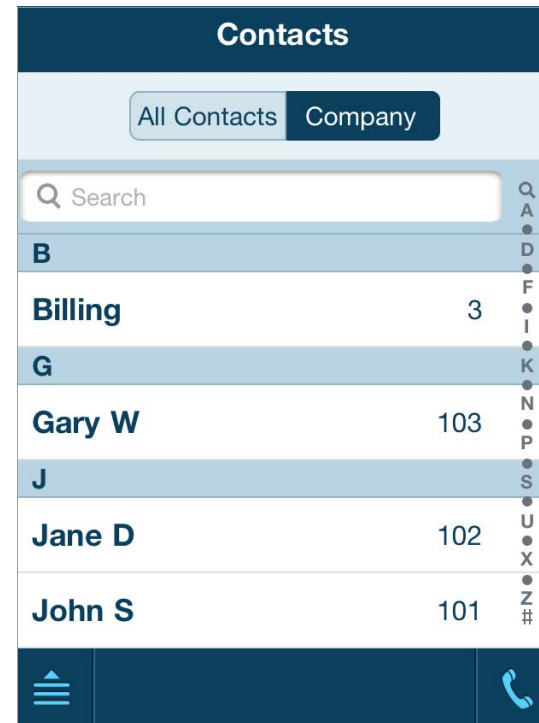 Contacts
All Contacts Company
Search
B
Billing 3
G
Gary W 103
J
Jane D 102
John S 101
A
D
F
I
K
N
P
S
U
X
Z
#